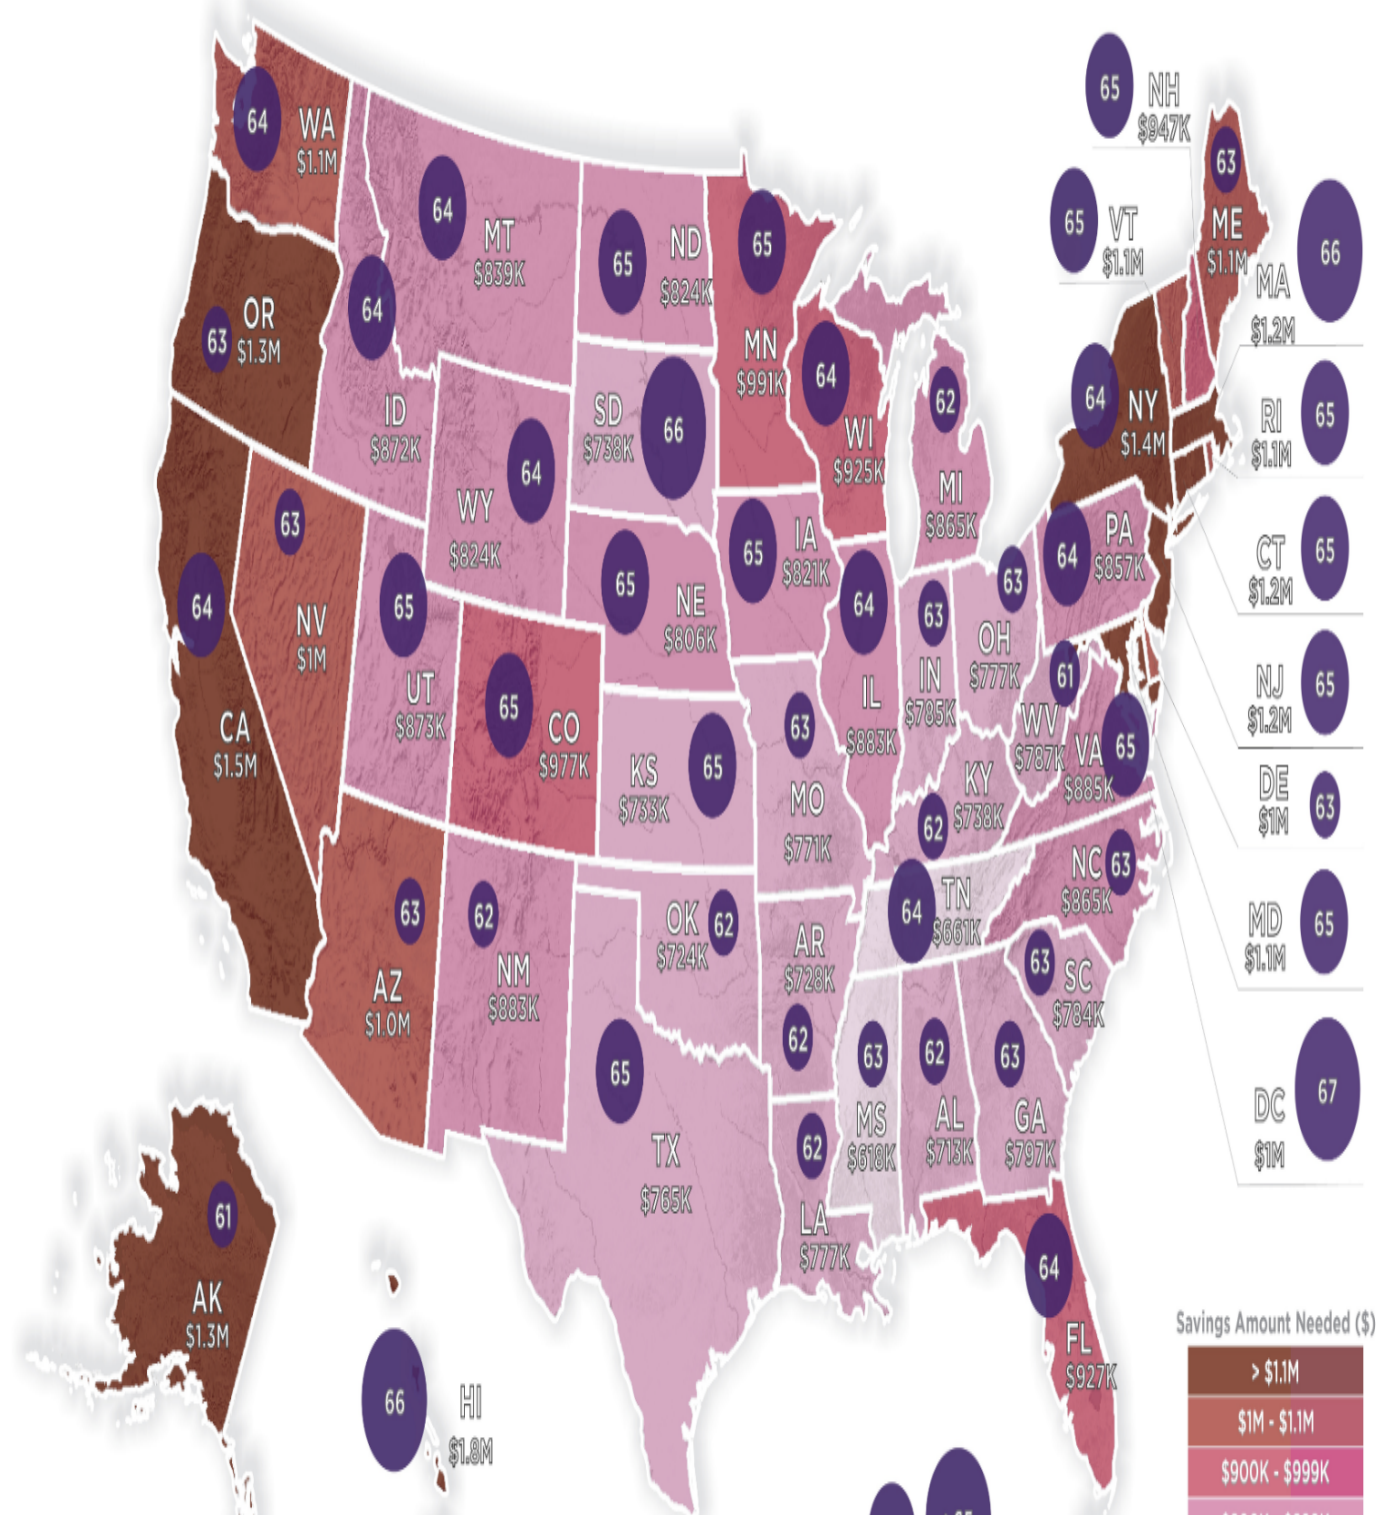 65
NH
$947K
64
WA
$1.1M
63
ME
$1.1M
65
VT
$1.1M
66
MA
$1.2M
64
MT
$839K
65
ND
$824K
65
MN
$991K
64
ID
$872K
63
OR
$1.3M
64
WI
$925K
62
MI
$865K
64
NY
$1.4M
65
RI
$1.1M
SD
$738K
66
64
WY
$824K
63
NV
$1M
65
IA
$821K
64
PA
$857K
CT
$1.2M
65
64
CA
$1.5M
65
UT
$873K
65
NE
$806K
64
IL
$883K
63
IN
$785K
63
OH
$777K
61
WV
$787K
65
VA
$885K
NJ
$1.2M
65
65
CO
$977K
KS
$733K
65
63
MO
$771K
KY
$738K
62
DE
$1M
63
63
AZ
$1.0M
62
NM
$883K
OK
$724K
62
AR
$728K
62
64
TN
$661K
NC
$865K
63
MD
$1.1M
65
63
SC
$784K
65
TX
$765K
62
LA
$777K
63
MS
$618K
62
AL
$713K
63
GA
$797K
DC
$1M
67
61
AK
$1.3M
66
HI
$1.8M
64
FL
$927K
Savings Amount Needed ($)
> $1.1M
$1M - $1.1M
$900K - $999K